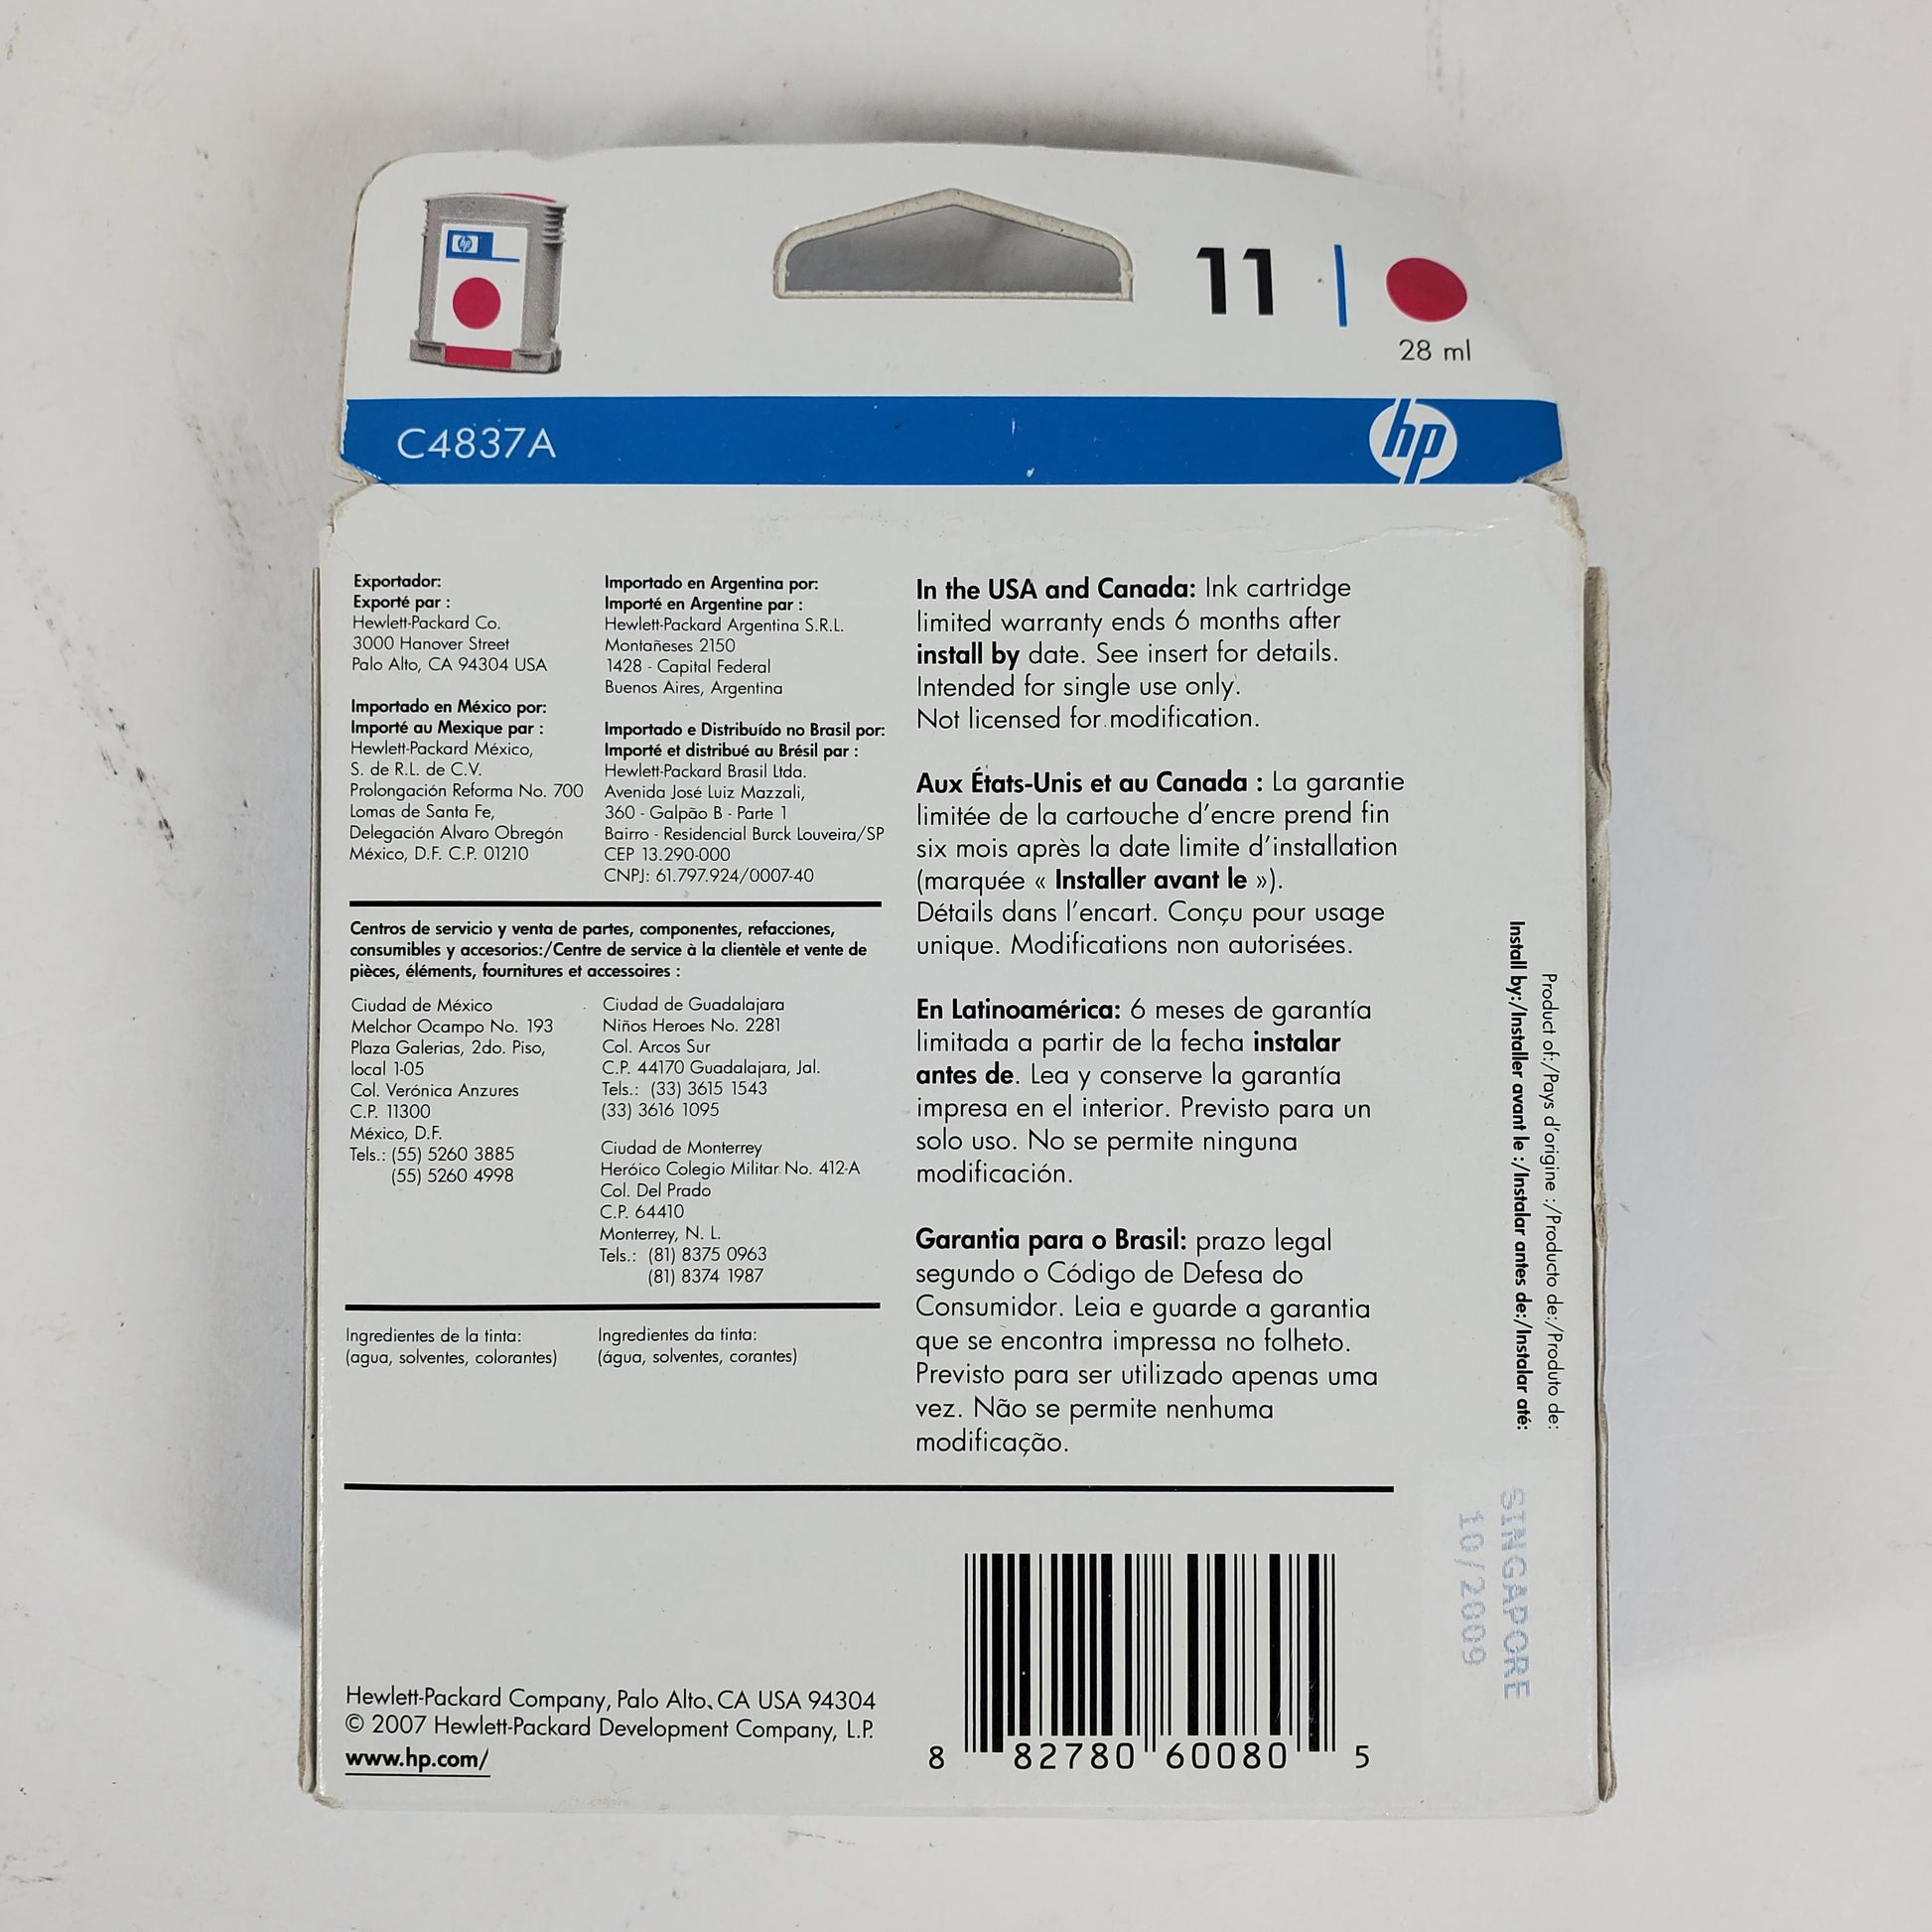 hp
11
28 ml
C4837A
hp
Exportador:
Exporté par :
Hewlett-Packard Co.
3000 Hanover Street
Palo Alto, CA 94304 USA
Importado en México por:
Importé au Mexique par :
Hewlett-Packard México,
S. de R.L. de C.V.
Prolongación Reforma No. 700
Lomas de Santa Fe,
Delegación Alvaro Obregón
México, D.F. C.P. 01210
Importado en Argentina por:
Importé en Argentine par :
Hewlett-Packard Argentina S.R.L.
Montañeses 2150
1428 - Capital Federal
Buenos Aires, Argentina
Importado e Distribuído no Brasil por:
Importé et distribué au Brésil par :
Hewlett-Packard Brasil Ltda.
Avenida José Luiz Mazzali,
360 - Galpão B - Parte 1
Bairro - Residencial Burck Louveira/SP
CEP 13.290-000
CNPJ: 61.797.924/0007-40
Centros de servicio y venta de partes, componentes, refacciones,
consumibles y accesorios:/Centre de service à la clientèle et vente de
pièces, éléments, fournitures et accessoires :
Ciudad de México
Melchor Ocampo No. 193
Plaza Galerias, 2do. Piso,
local 1-05
Col. Verónica Anzures
C.P. 11300
México, D.F.
Tels.: (55) 5260 3885
(55) 5260 4998
Ciudad de Guadalajara
Niños Heroes No. 2281
Col. Arcos Sur
C.P. 44170 Guadalajara, Jal.
Tels.: (33) 3615 1543
(33) 3616 1095
Ciudad de Monterrey
Heróico Colegio Militar No. 412-A
Col. Del Prado
C.P. 64410
Monterrey, N. L.
Tels.: (81) 8375 0963
(81) 8374 1987
Ingredientes de la tinta:
(agua, solventes, colorantes)
Ingredientes da tinta:
(água, solventes, corantes)
In the USA and Canada: Ink cartridge
limited warranty ends 6 months after
install by date. See insert for details.
Intended for single use only.
Not licensed for modification.
Aux États-Unis et au Canada : La garantie
limitée de la cartouche d'encre prend fin
six mois après la date limite d'installation
(marquée « Installer avant le »).
Détails dans l'encart. Conçu pour usage
unique. Modifications non autorisées.
En Latinoamérica: 6 meses de garantía
limitada a partir de la fecha instalar
antes de. Lea y conserve la garantía
impresa en el interior. Previsto para un
solo uso. No se permite ninguna
modificación.
Garantia para o Brasil: prazo legal
segundo o Código de Defesa do
Consumidor. Leia e guarde a garantia
que se encontra impressa no folheto.
Previsto para ser utilizado apenas uma
vez. Não se permite nenhuma
modificação.
Product of:/Pays d'origine :/Producto de:/Produto de:
Install by:/Installer avant le :/Instalar antes de:/Instalar até:
SINGAPORE
10/2009
Hewlett-Packard Company, Palo Alto, CA USA 94304
© 2007 Hewlett-Packard Development Company, L.P.
www.hp.com/
8 82780 60080 5